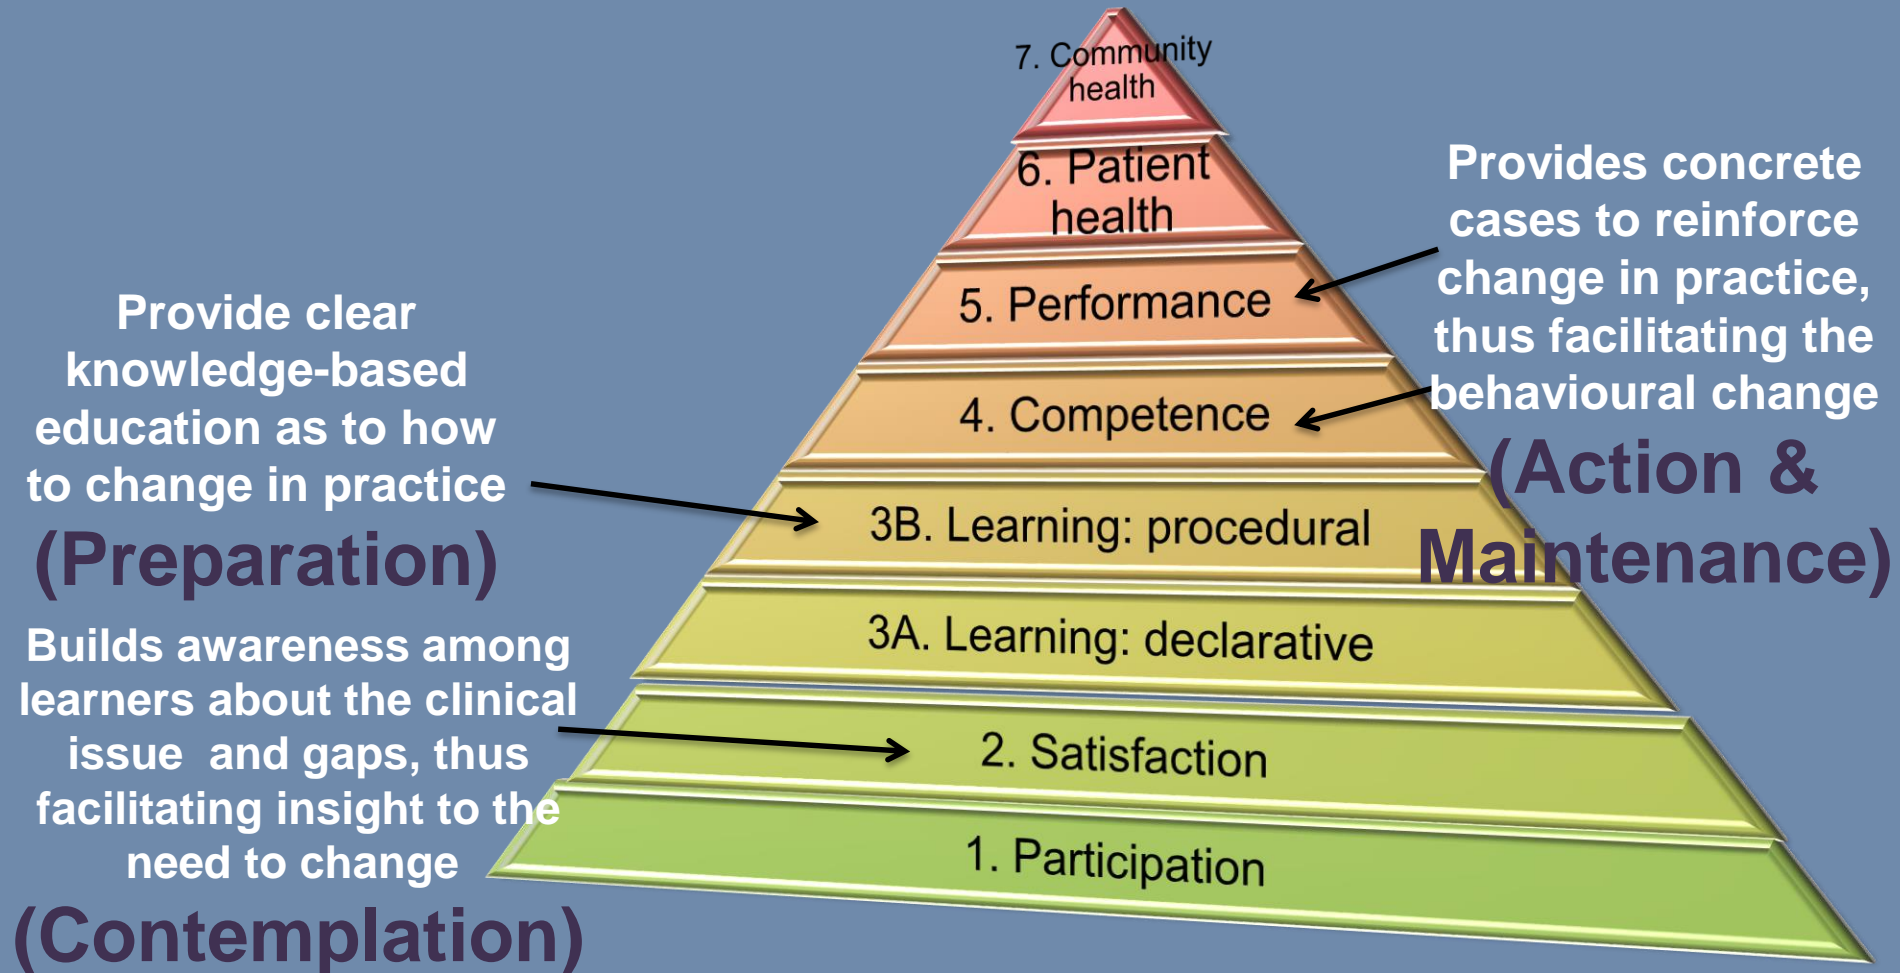 7. Community
health
6. Patient
health
5. Performance
4. Competence
3B. Learning: procedural
3A. Learning: declarative
2. Satisfaction
1. Participation
Provide clear
knowledge-based
education as to how
to change in practice
(Preparation)
Builds awareness among
learners about the clinical
issue  and gaps, thus
facilitating insight to the
need to change
(Contemplation)
Provides concrete
cases to reinforce
change in practice,
thus facilitating the
behavioural change
(Action &
Maintenance)